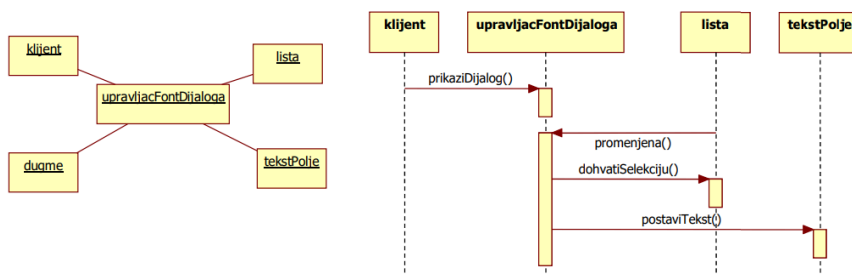 klijent
lista
upravljacFontDijaloga
dugme
tekstPolje
klijent
upravljacFontDijaloga
lista
tekstPolje
prikaziDijalog()
promenjena()
dohvatiSelekciju()
postaviTekst()